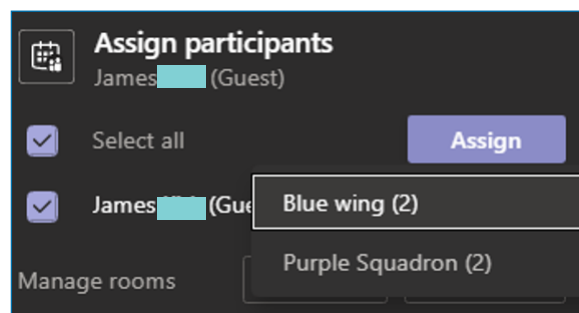 Assign participants
James (Guest)
Select all
Assign
James (Gue
Blue wing (2)
Purple Squadron (2)
Manage rooms